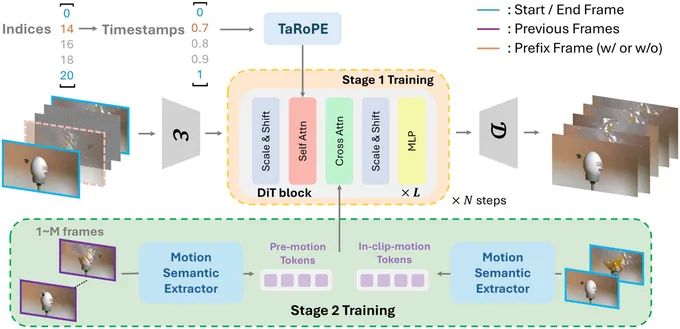 Indices
0
14
16
18
20
Timestamps
0
0.7
0.8
0.9
1
TaRoPE
: Start / End Frame
: Previous Frames
: Prefix Frame (w/ or w/o)
Stage 1 Training
ℰ
Scale & Shift
Self Attn
Cross Attn
Scale & Shift
MLP
DiT block
× L
× N steps
𝒟
1~M frames
Motion
Semantic
Extractor
Pre-motion
Tokens
In-clip-motion
Tokens
Motion
Semantic
Extractor
Stage 2 Training